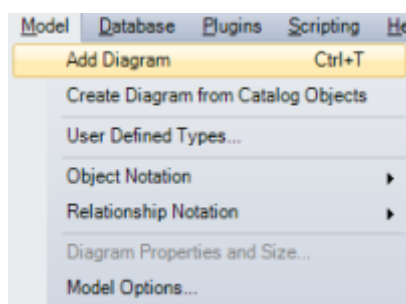 Model Database Plugins Scripting
Add Diagram Ctrl+T
Create Diagram from Catalog Objects
User Defined Types...
Object Notation
Relationship Notation
Diagram Properties and Size...
Model Options...